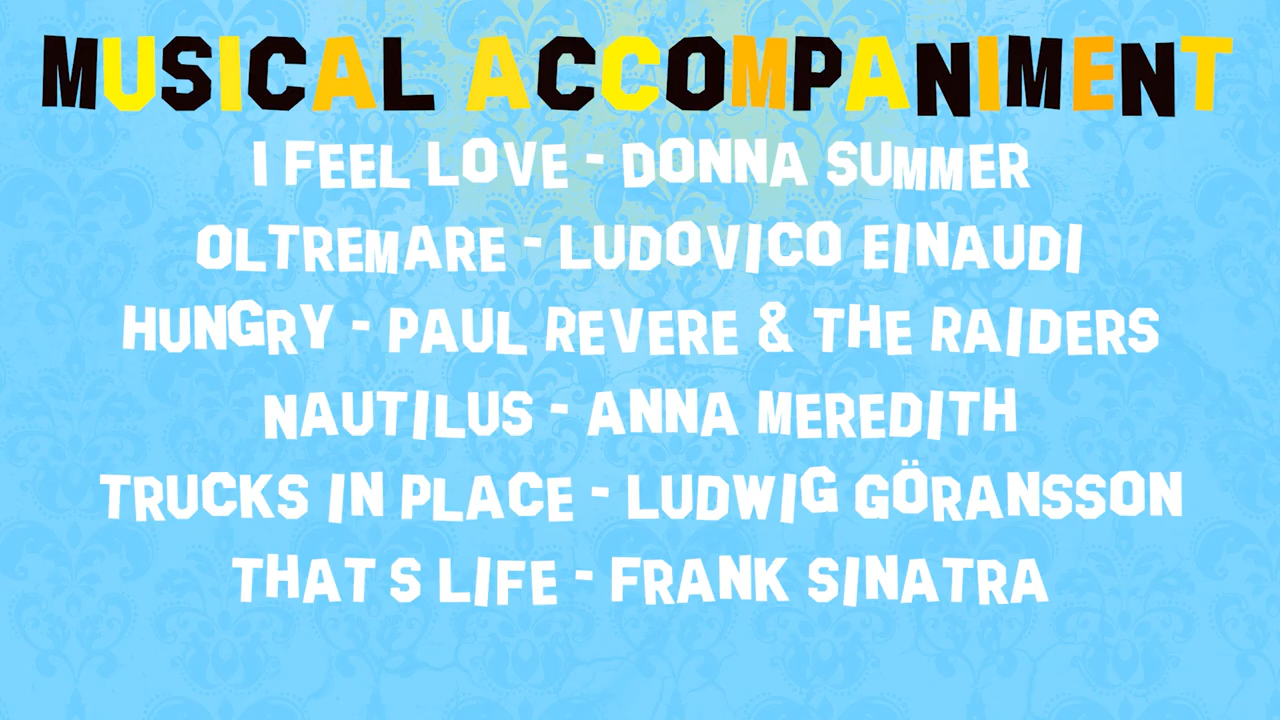 MUSICAL ACCOMPANIMENT
I FEEL LOVE - DONNA SUMMER
OLTREMARE - LUDOVICO EINAUDI
HUNGRY - PAUL REVERE & THE RAIDERS
NAUTILUS - ANNA MEREDITH
TRUCKS IN PLACE - LUDWIG GÖRANSSON
THAT S LIFE - FRANK SINATRA